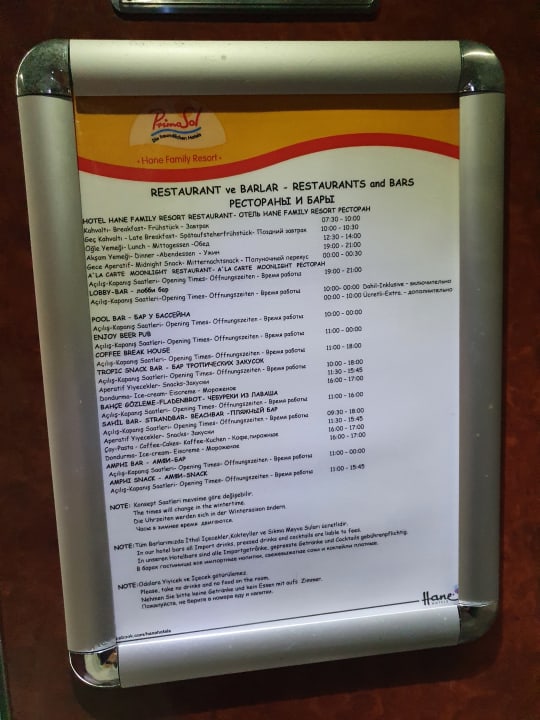 PrimaSol
Die freundlichen Hotels
• Hane Family Resort •
RESTAURANT ve BARLAR - RESTAURANTS and BARS
РЕСТОРАНЫ И БАРЫ
HOTEL HANE FAMILY RESORT RESTAURANT- ОТЕЛЬ HANE FAMILY RESORT РЕСТОРАН
Kahvaltı- Breakfast- Frühstück - Завтрак 07:30 - 10:00
Geç Kahvaltı - Late Breakfast- Spätaufsteherfrühstück- Поздний завтрак 10:00 - 10:30
Öğle Yemeği- Lunch - Mittagessen -Обед 12:30 - 14:00
Akşam Yemeği- Dinner -Abendessen - Ужин 19:00 - 21:00
Gece Aperatif- Midnight Snack- Mitternachtsnack - Полуночный перекус 00:00 - 00:30
A`LA CARTE MOONLIGHT RESTAURANT- A`LA CARTE MOONLIGHT РЕСТОРАН
Açılış-Kapanış Saatleri- Opening Times- Öffnungszeiten - Время работы 19:00 - 21:00
LOBBY-BAR - лобби бар
Açılış-Kapanış Saatleri- Opening Times- Öffnungszeiten - Время работы 10:00- 00:00 Dahil-Inklusive - включительно
00:00 - 10:00 Ücretli-Extra. - дополнительно
POOL BAR - БАР У БАССЕЙНА
Açılış-Kapanış Saatleri- Opening Times- Öffnungszeiten - Время работы 10:00 - 00:00
ENJOY BEER PUB
Açılış-Kapanış Saatleri- Opening Times- Öffnungszeiten - Время работы 11:00 - 00:00
COFFEE BREAK HOUSE
Açılış-Kapanış Saatleri- Opening Times- Öffnungszeiten - Время работы 11:00 - 18:00
TROPIC SNACK BAR - БАР ТРОПИЧЕСКИХ ЗАКУСОК
Açılış-Kapanış Saatleri- Opening Times- Öffnungszeiten - Время работы 10:00 - 18:00
Aperatif Yiyecekler- Snacks-Закуски 11:30 - 15:45
Dondurma- Ice-cream- Eiscreme - Мороженое 16:00 - 17:00
BAHÇE GÖZLEME-FLADENBROT- ЧЕБУРЕКИ ИЗ ЛАВАША
Açılış-Kapanış Saatleri- Opening Times- Öffnungszeiten - Время работы 11:00 - 16:00
SAHİL BAR- STRANDBAR- BEACHBAR -ПЛЯЖНЫЙ БАР
Açılış-Kapanış Saatleri- Opening Times- Öffnungszeiten - Время работы 09:30 - 18:00
Aperatif Yiyecekler- Snacks- Закуски 11:30 - 15:45
Çay-Pasta - Coffee-Cakes- Kaffee-Kuchen - Кофе,пирожное 16:00 - 17:00
Dondurma- Ice-cream- Eiscreme - Мороженое 16:00 - 17:00
AMPHI BAR - АМФИ-БАР
Açılış-Kapanış Saatleri- Opening Times- Öffnungszeiten - Время работы 11:00 - 00:00
AMPHI SNACK - АМФИ-SNACK
Açılış-Kapanış Saatleri- Opening Times- Öffnungszeiten - Время работы 11:00 - 15:45
NOTE: Konsept Saatleri mevsime göre değişebilir.
The times will change in the wintertime.
Die Uhrzeiten werden sich in der Wintersaison ändern.
Часы в зимнее время двигаются.
NOTE: Tüm Barlarımızda İthal İçecekler,Kokteyller ve Sıkma Meyva Suları ücretlidir.
In our hotel bars all Import drinks, pressed drinks and cocktails are liable to fees.
In unseren Hotelbars sind alle Importgetränke, gepresste Getränke und Cocktails gebührenpflichtig.
В барах гостиницы все импортные напитки, свежевыжатые соки и коктейли платные.
NOTE: Odalara Yiyicek ve İçecek götürülemez.
Please, take no drinks and no food on the room.
Nehmen Sie bitte keine Getränke und kein Essen mit aufs Zimmer.
Пожалуйста, не берите в номера еду и напитки.
Hane
.com/hanehotels